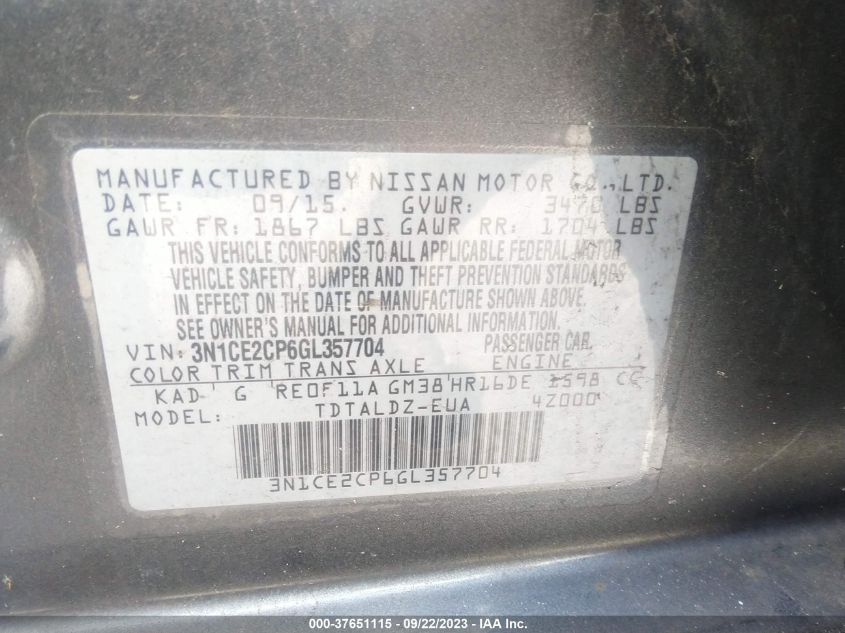 MANUFACTURED BY NISSAN MOTOR CO., LTD.
DATE: 09/15. GVWR: 3470 LBS
GAWR FR: 1867 LBS GAWR RR: 1704 LBS
THIS VEHICLE CONFORMS TO ALL APPLICABLE FEDERAL MOTOR
VEHICLE SAFETY, BUMPER AND THEFT PREVENTION STANDARDS
IN EFFECT ON THE DATE OF MANUFACTURE SHOWN ABOVE.
SEE OWNER'S MANUAL FOR ADDITIONAL INFORMATION.
VIN: 3N1CE2CP6GL357704 PASSENGER CAR.
COLOR TRIM TRANS AXLE ENGINE
KAD G RE0F11A GM38 HR16DE 1598 CC
MODEL: TDTALDZ-EUA 4Z000
3N1CE2CP6GL357704
000-37651115 - 09/22/2023 - IAA Inc.